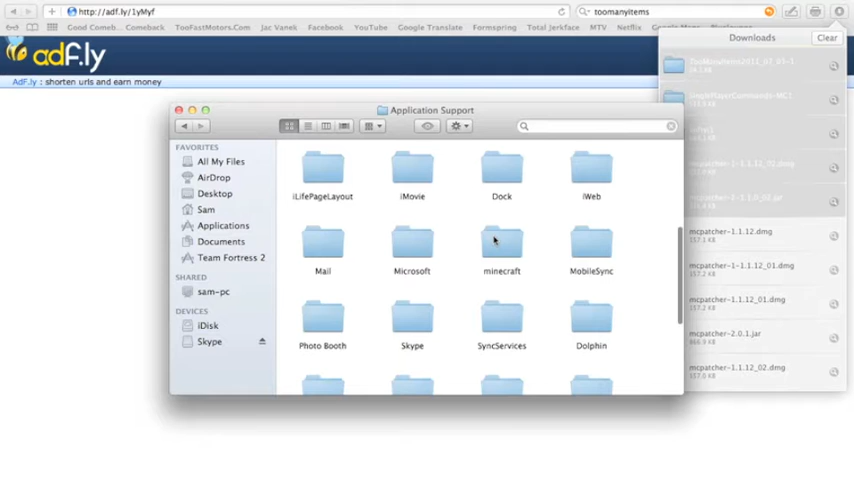 http://adf.ly/1yMyf
toomanyitems
Good Comeb... Comeback
TooFastMotors.Com
Jac Vanek
Facebook
YouTube
Google Translate
Formspring
Total Jerkface
MTV
Netflix
Downloads
Clear
adf.ly
AdF.ly : shorten urls and earn money
Application Support
FAVORITES
All My Files
AirDrop
Desktop
Sam
Applications
Documents
Team Fortress 2
SHARED
sam-pc
DEVICES
iDisk
Skype
iLifePageLayout
iMovie
Dock
iWeb
Mail
Microsoft
minecraft
MobileSync
Photo Booth
Skype
SyncServices
Dolphin
mcpatcher-1.1.12.dmg
157.1 KB
mcpatcher-1-1.1.12_01.dmg
157.2 KB
mcpatcher-1.1.12_01.dmg
157.2 KB
mcpatcher-2.0.1.jar
866.9 KB
mcpatcher-1.1.12_02.dmg
157.0 KB